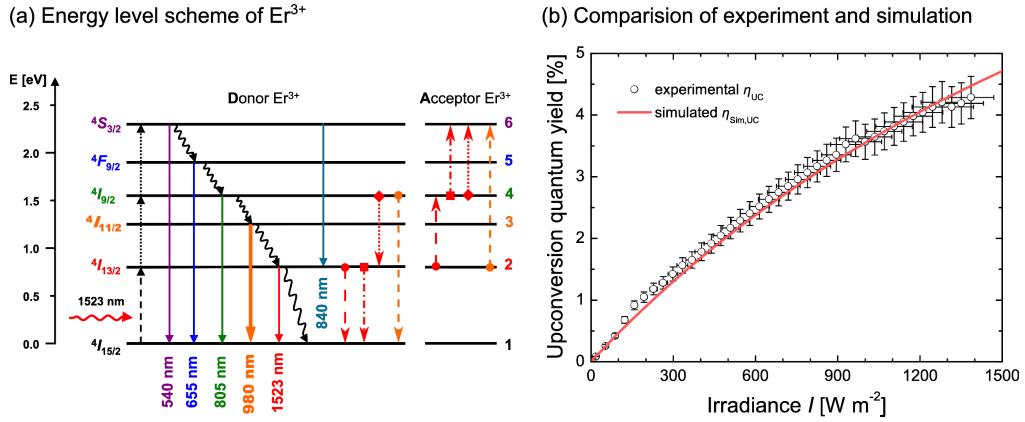 (a) Energy level scheme of Er³⁺
E [eV]
Donor Er³⁺
Acceptor Er³⁺
2.5
2.0
1.5
1.0
0.5
0.0
⁴S₃/₂
⁴F₉/₂
⁴I₉/₂
⁴I₁₁/₂
⁴I₁₃/₂
⁴I₁₅/₂
1523 nm
6
5
4
3
2
1
540 nm
655 nm
805 nm
980 nm
1523 nm
840 nm
(b) Comparision of experiment and simulation
Upconversion quantum yield [%]
5
4
3
2
1
0
experimental ηUC
simulated ηSim,UC
0 300 600 900 1200 1500
Irradiance I [W m⁻²]